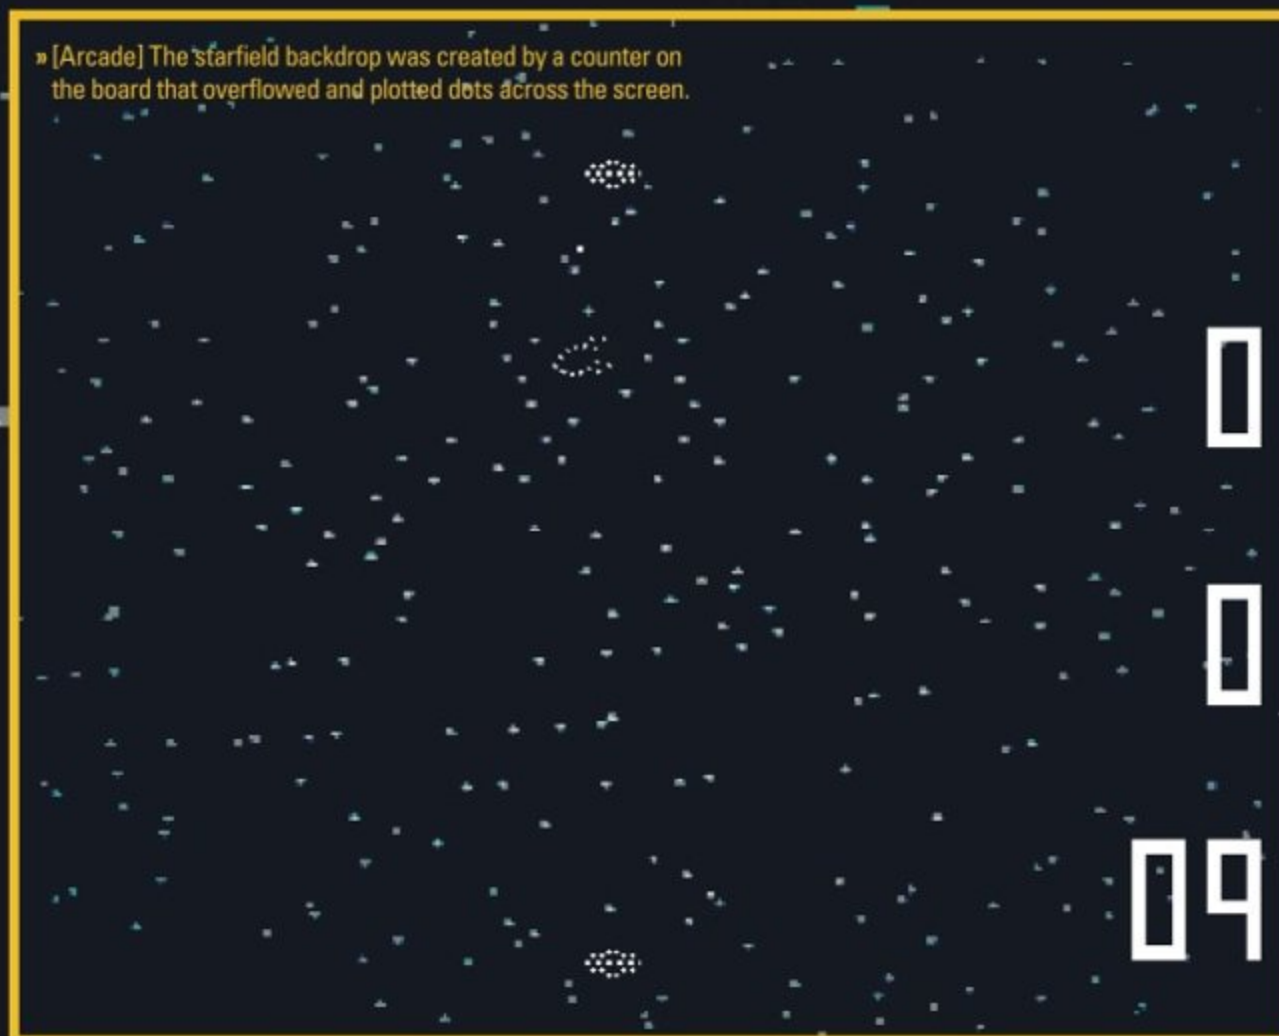 » [Arcade] The starfield backdrop was created by a counter on
the board that overflowed and plotted dots across the screen.
0
0
09